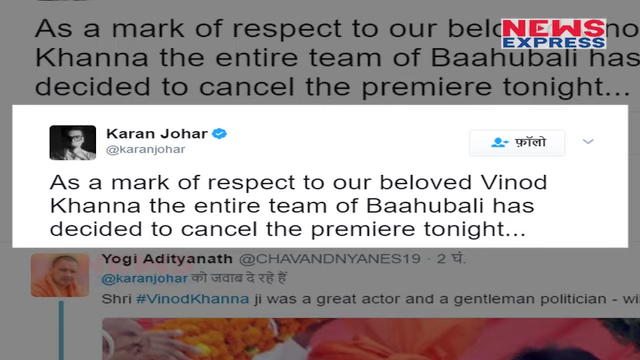 As a mark of respect to our bel
NEWS
EXPRESS
Khanna the entire team of Baahubali has
decided to cancel the premiere tonight...
Karan Johar
@karanjohar
फ़ॉलो
As a mark of respect to our beloved Vinod
Khanna the entire team of Baahubali has
decided to cancel the premiere tonight...
Yogi Adityanath @CHAVANDNYANES19 · 2 घं.
@karanjohar को जवाब दे रहे हैं
Shri #VinodKhanna ji was a great actor and a gentleman politician -